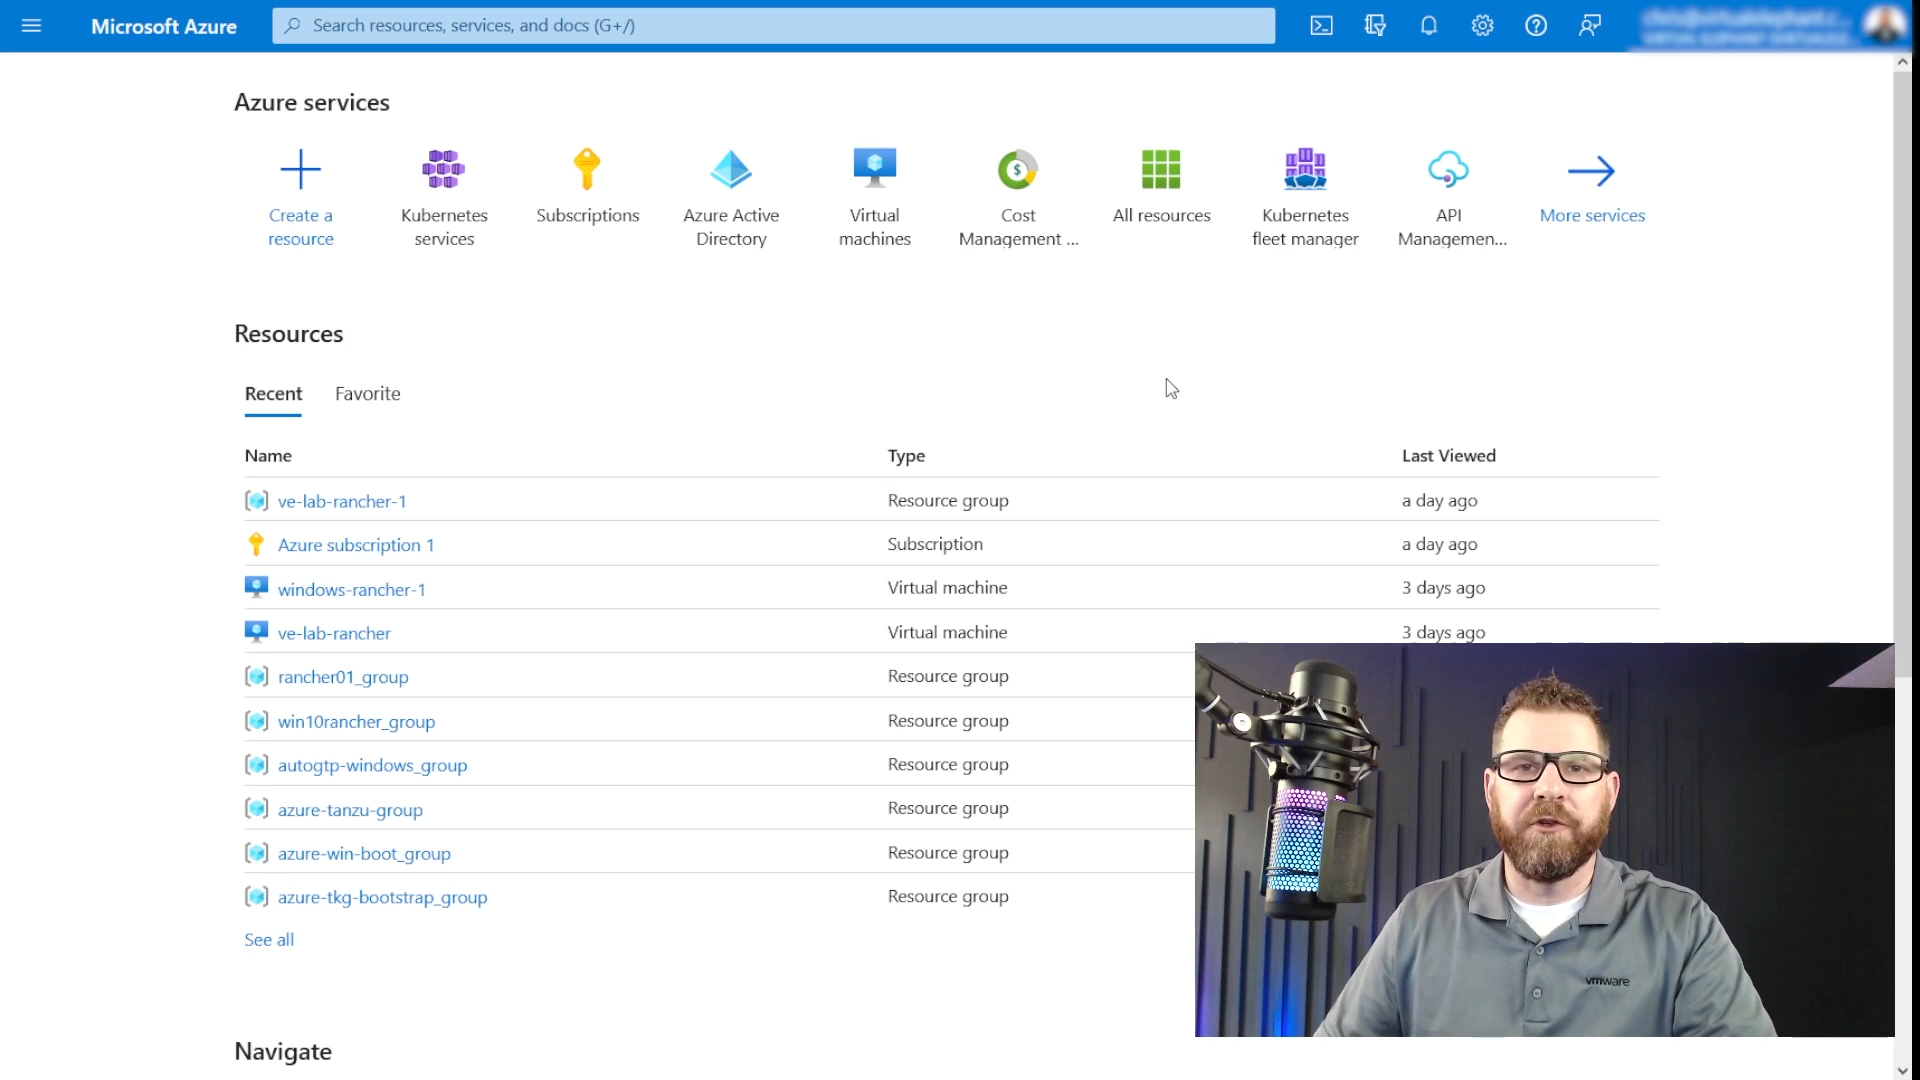 Microsoft Azure
Search resources, services, and docs (G+/)
Azure services
Create a
resource
Kubernetes
services
Subscriptions
Azure Active
Directory
Virtual
machines
Cost
Management ...
All resources
Kubernetes
fleet manager
API
Managemen...
More services
Resources
Recent
Favorite
Name
Type
Last Viewed
ve-lab-rancher-1
Resource group
a day ago
Azure subscription 1
Subscription
a day ago
windows-rancher-1
Virtual machine
3 days ago
ve-lab-rancher
Virtual machine
3 days ago
rancher01_group
Resource group
win10rancher_group
Resource group
autogtp-windows_group
Resource group
azure-tanzu-group
Resource group
azure-win-boot_group
Resource group
azure-tkg-bootstrap_group
Resource group
See all
Navigate
vmware